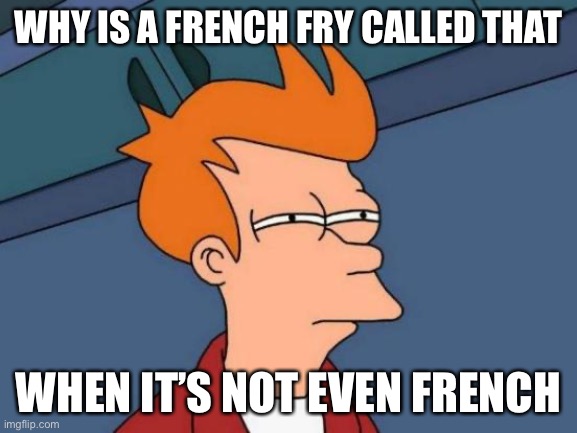 WHY IS A FRENCH FRY CALLED THAT
WHEN IT'S NOT EVEN FRENCH
imgflip.com